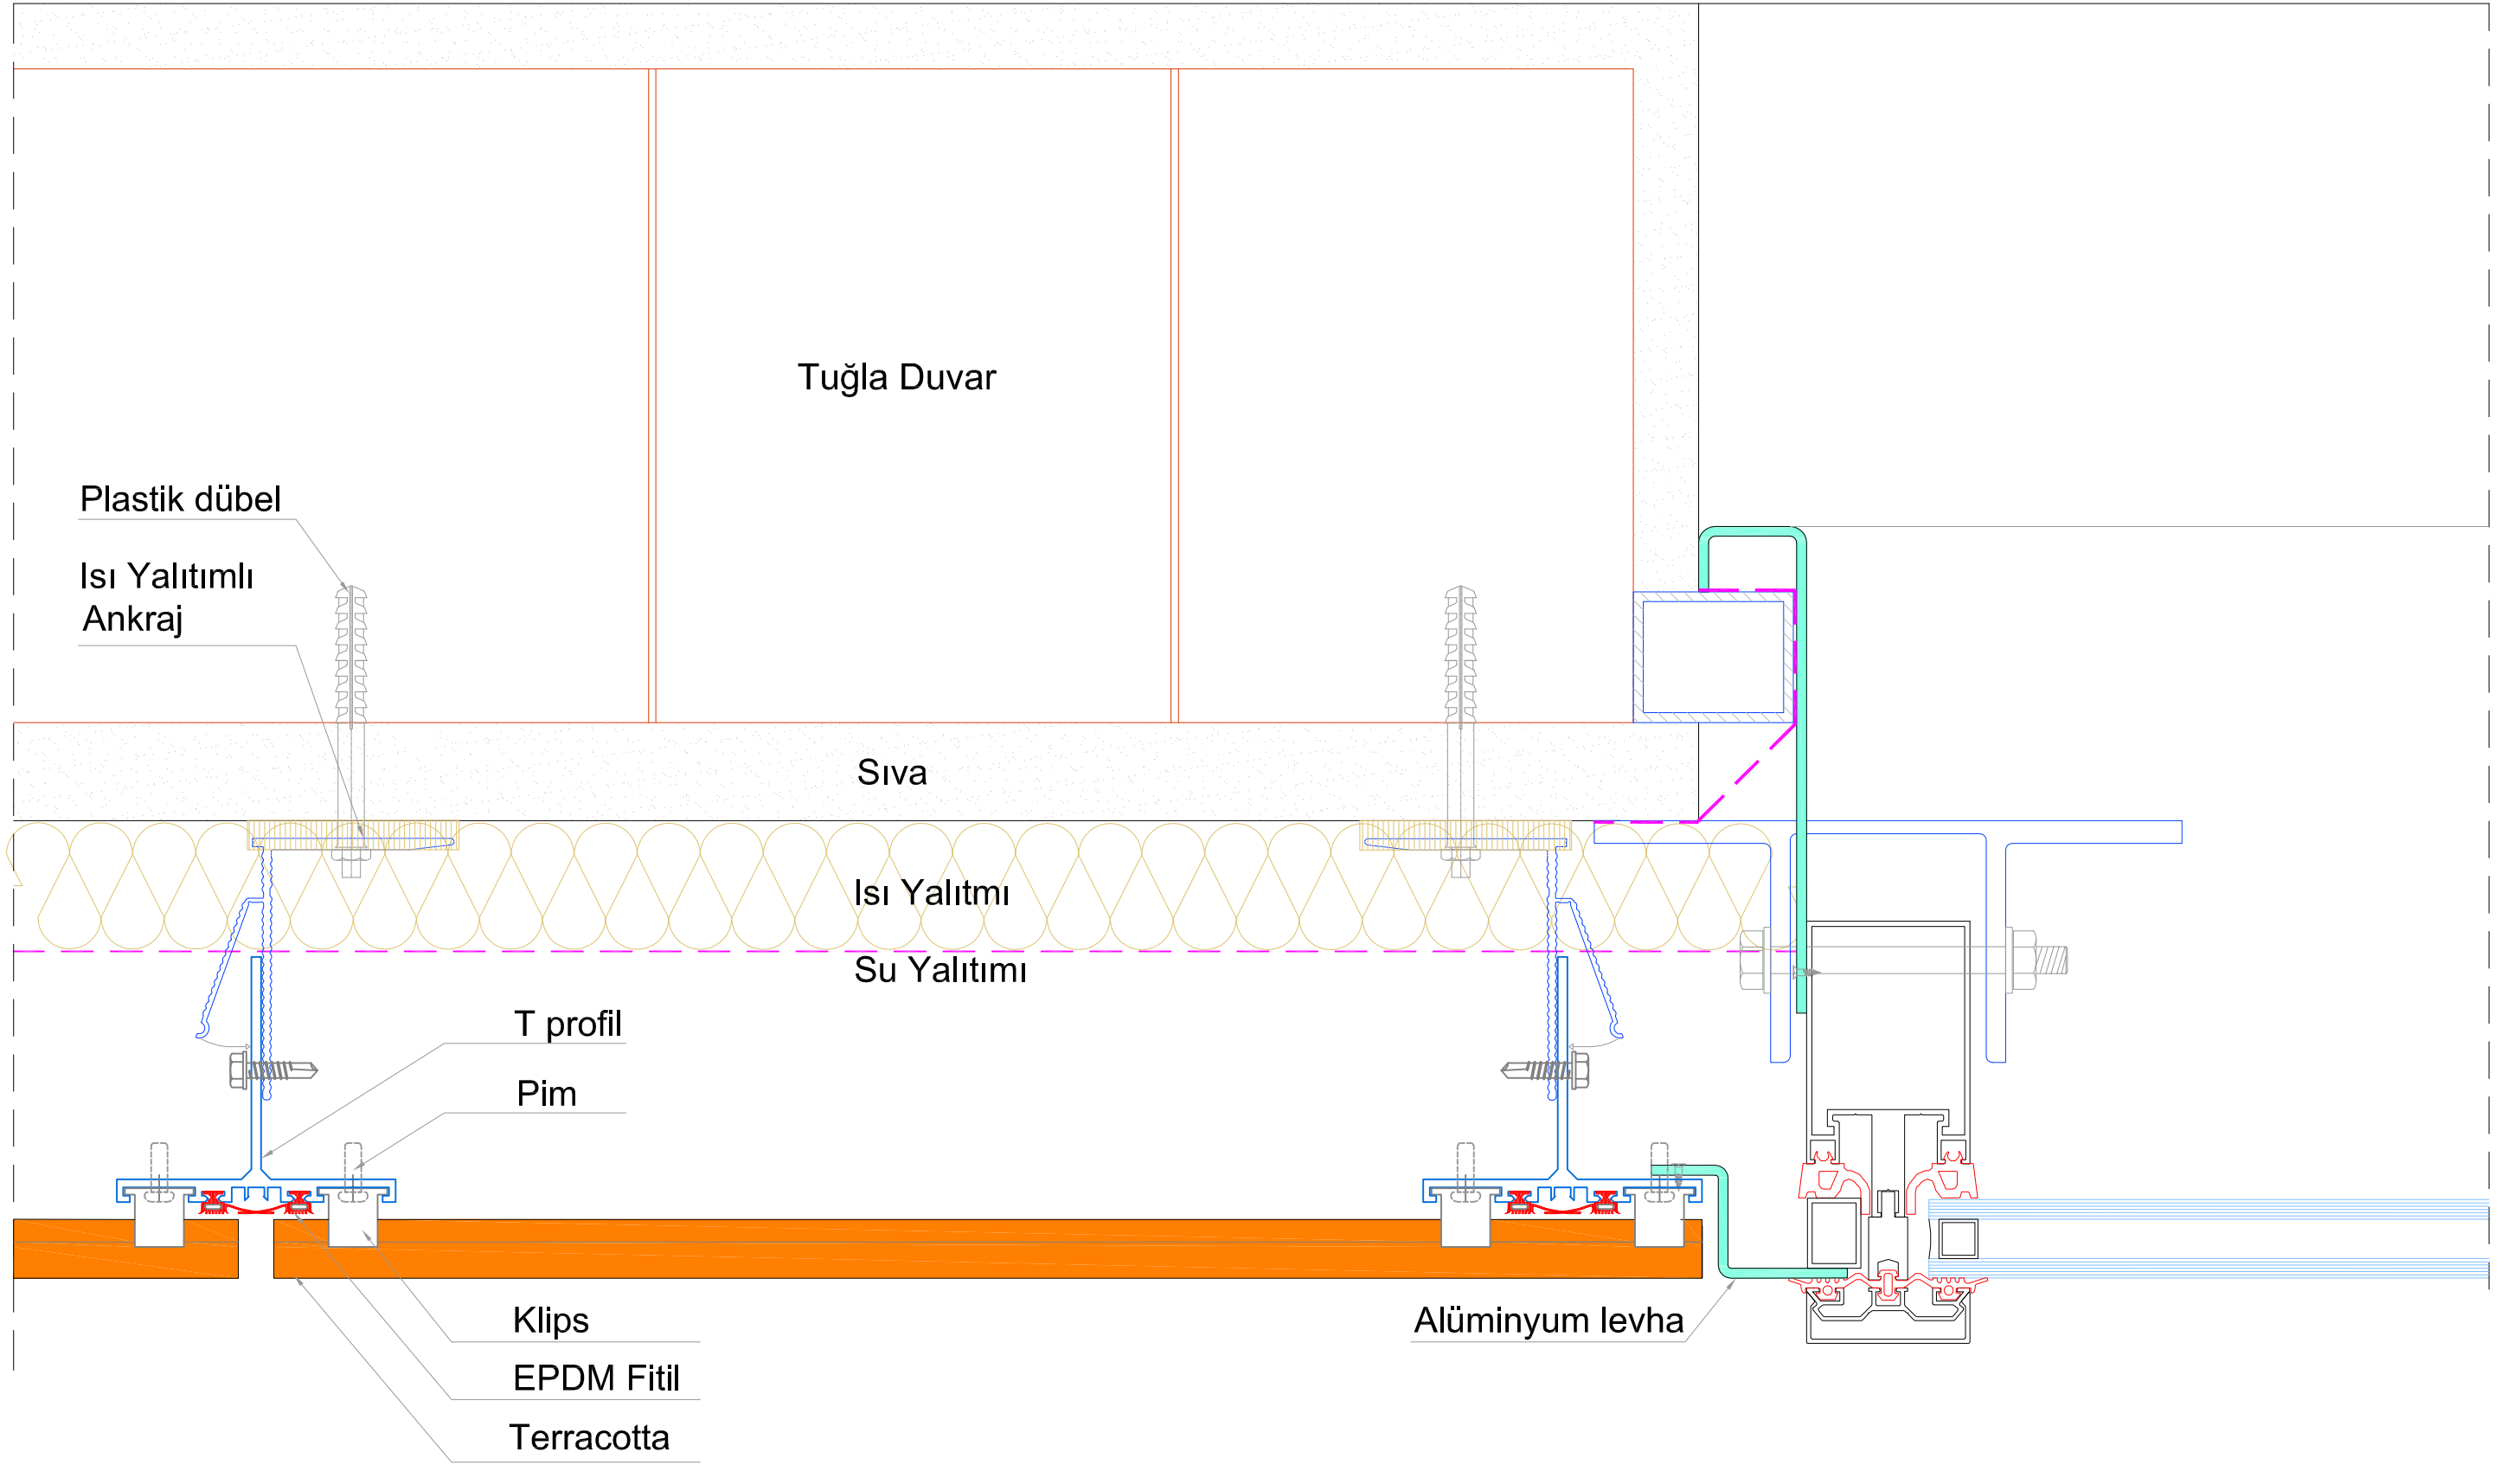 Tuğla Duvar
Plastik dübel
Isı Yalıtımlı
Ankraj
Sıva
Isı Yalıtmı
Su Yalıtımı
T profil
Pim
Klips
EPDM Fitil
Terracotta
Alüminyum levha